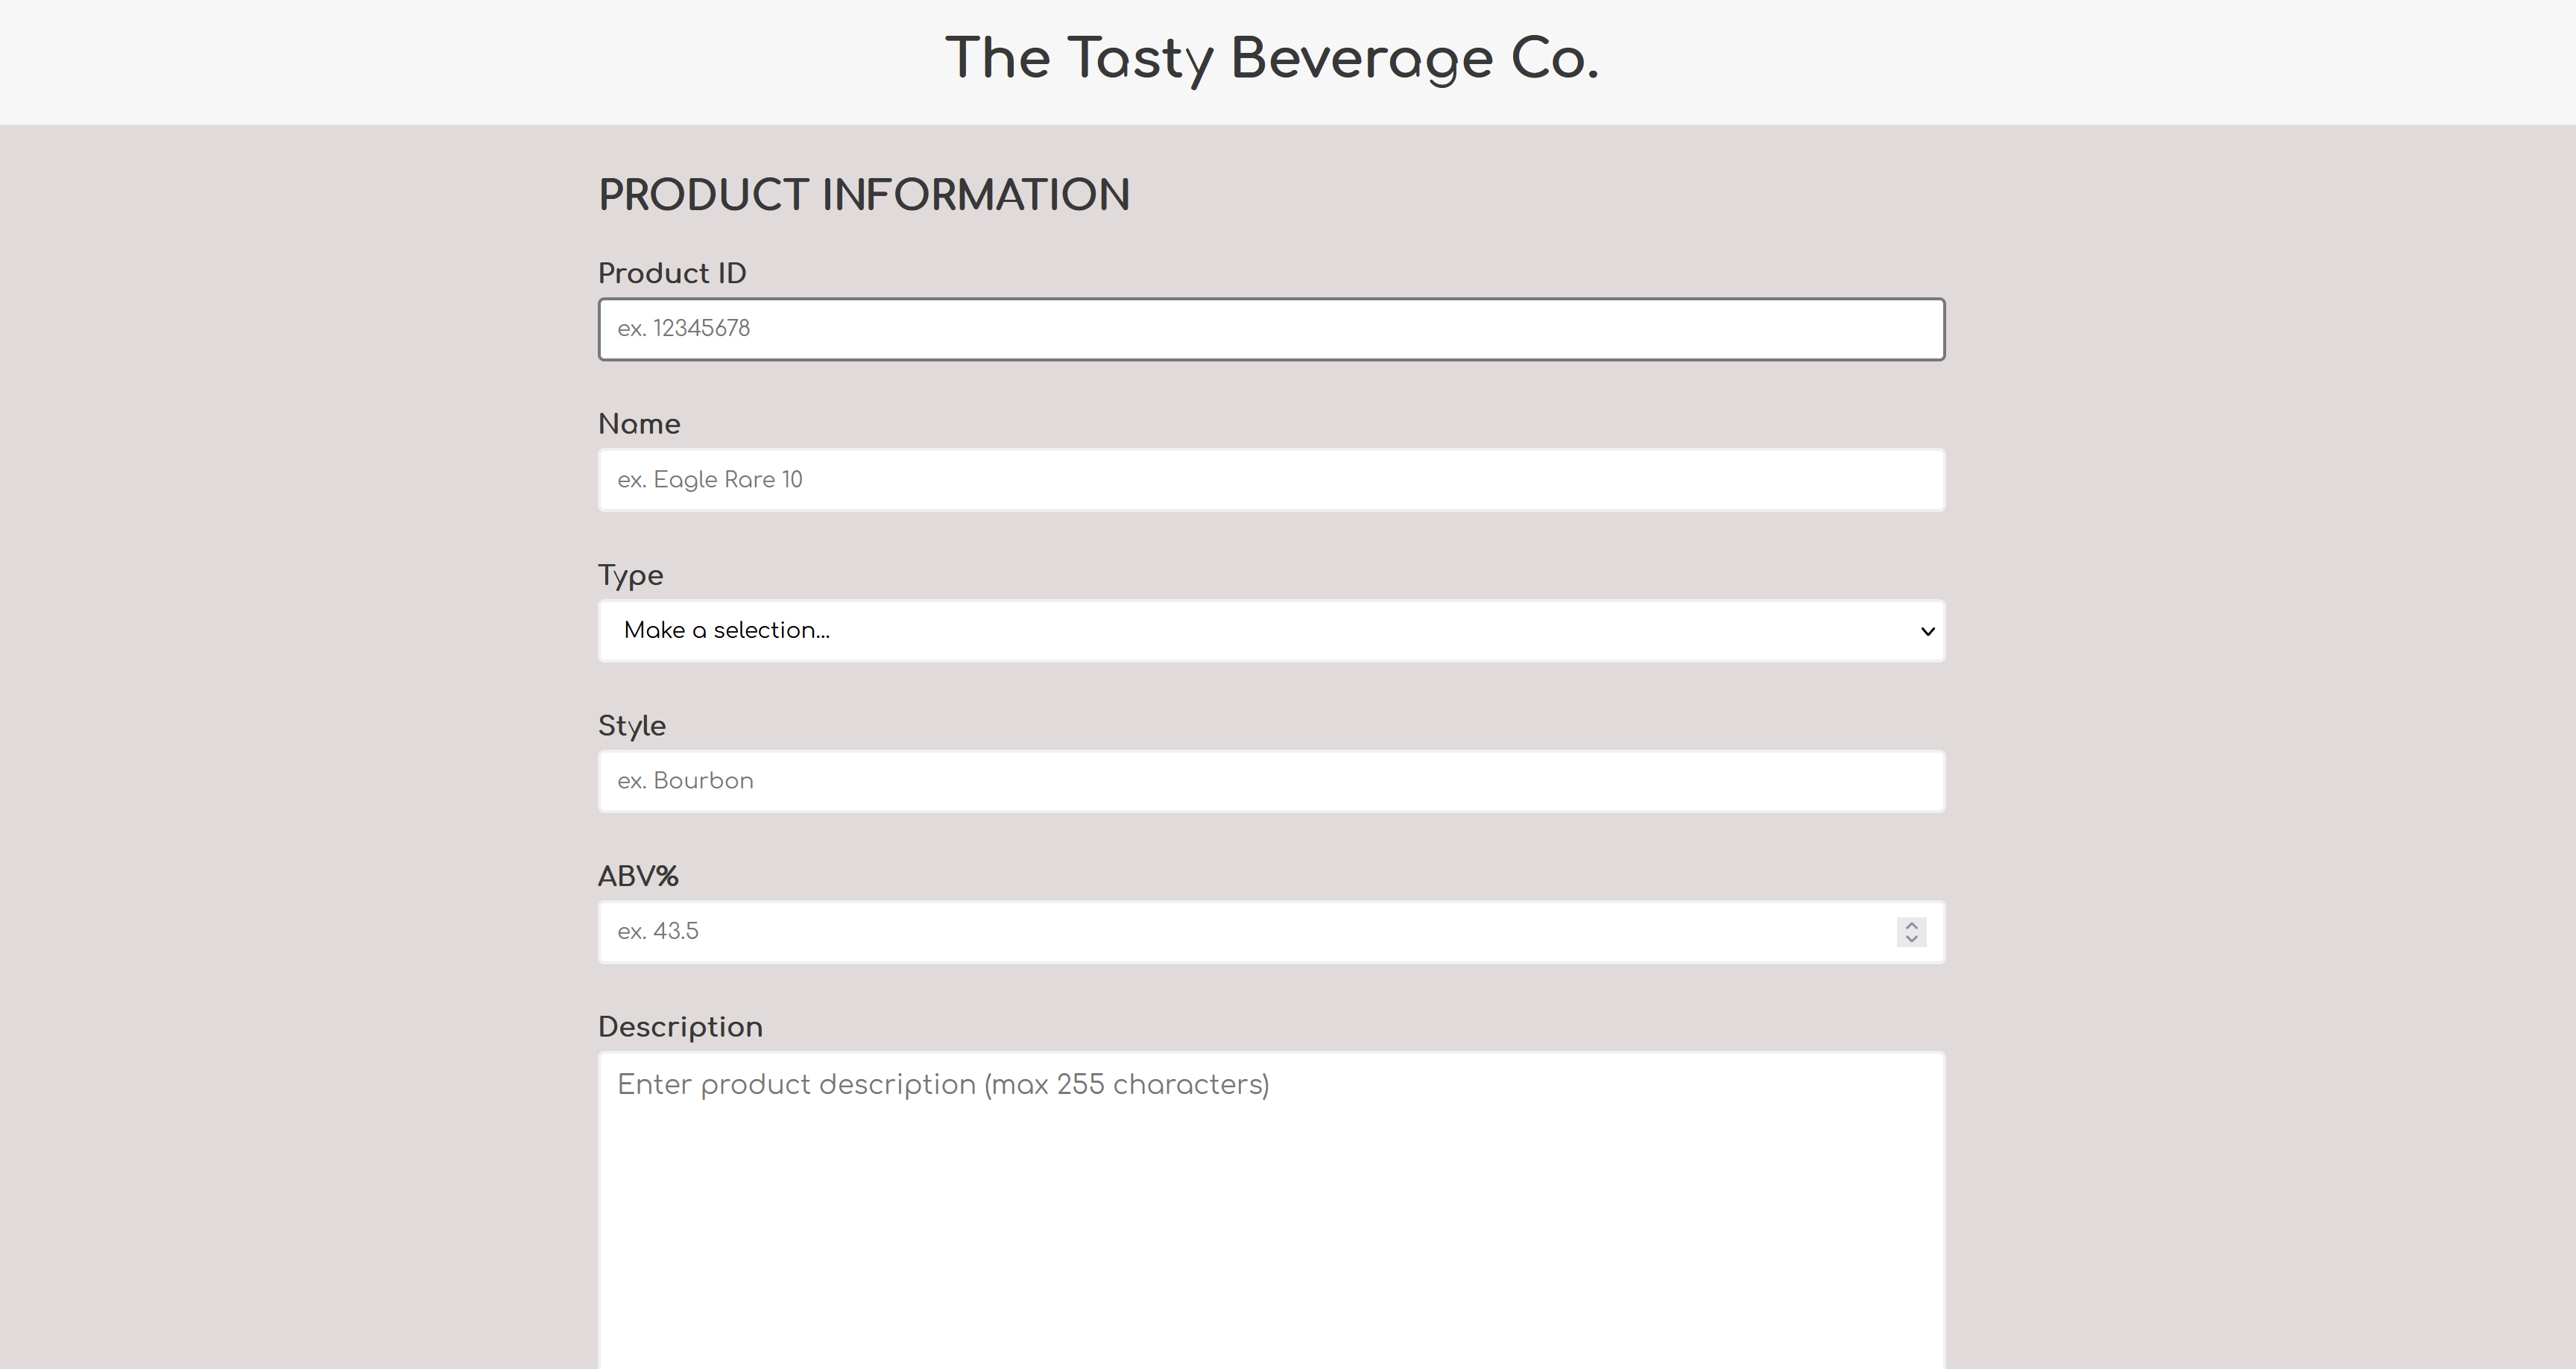 The Tasty Beverage Co.
PRODUCT INFORMATION
Product ID
ex. 12345678
Name
ex. Eagle Rare 10
Type
Make a selection...
Style
ex. Bourbon
ABV%
ex. 43.5
Description
Enter product description (max 255 characters)